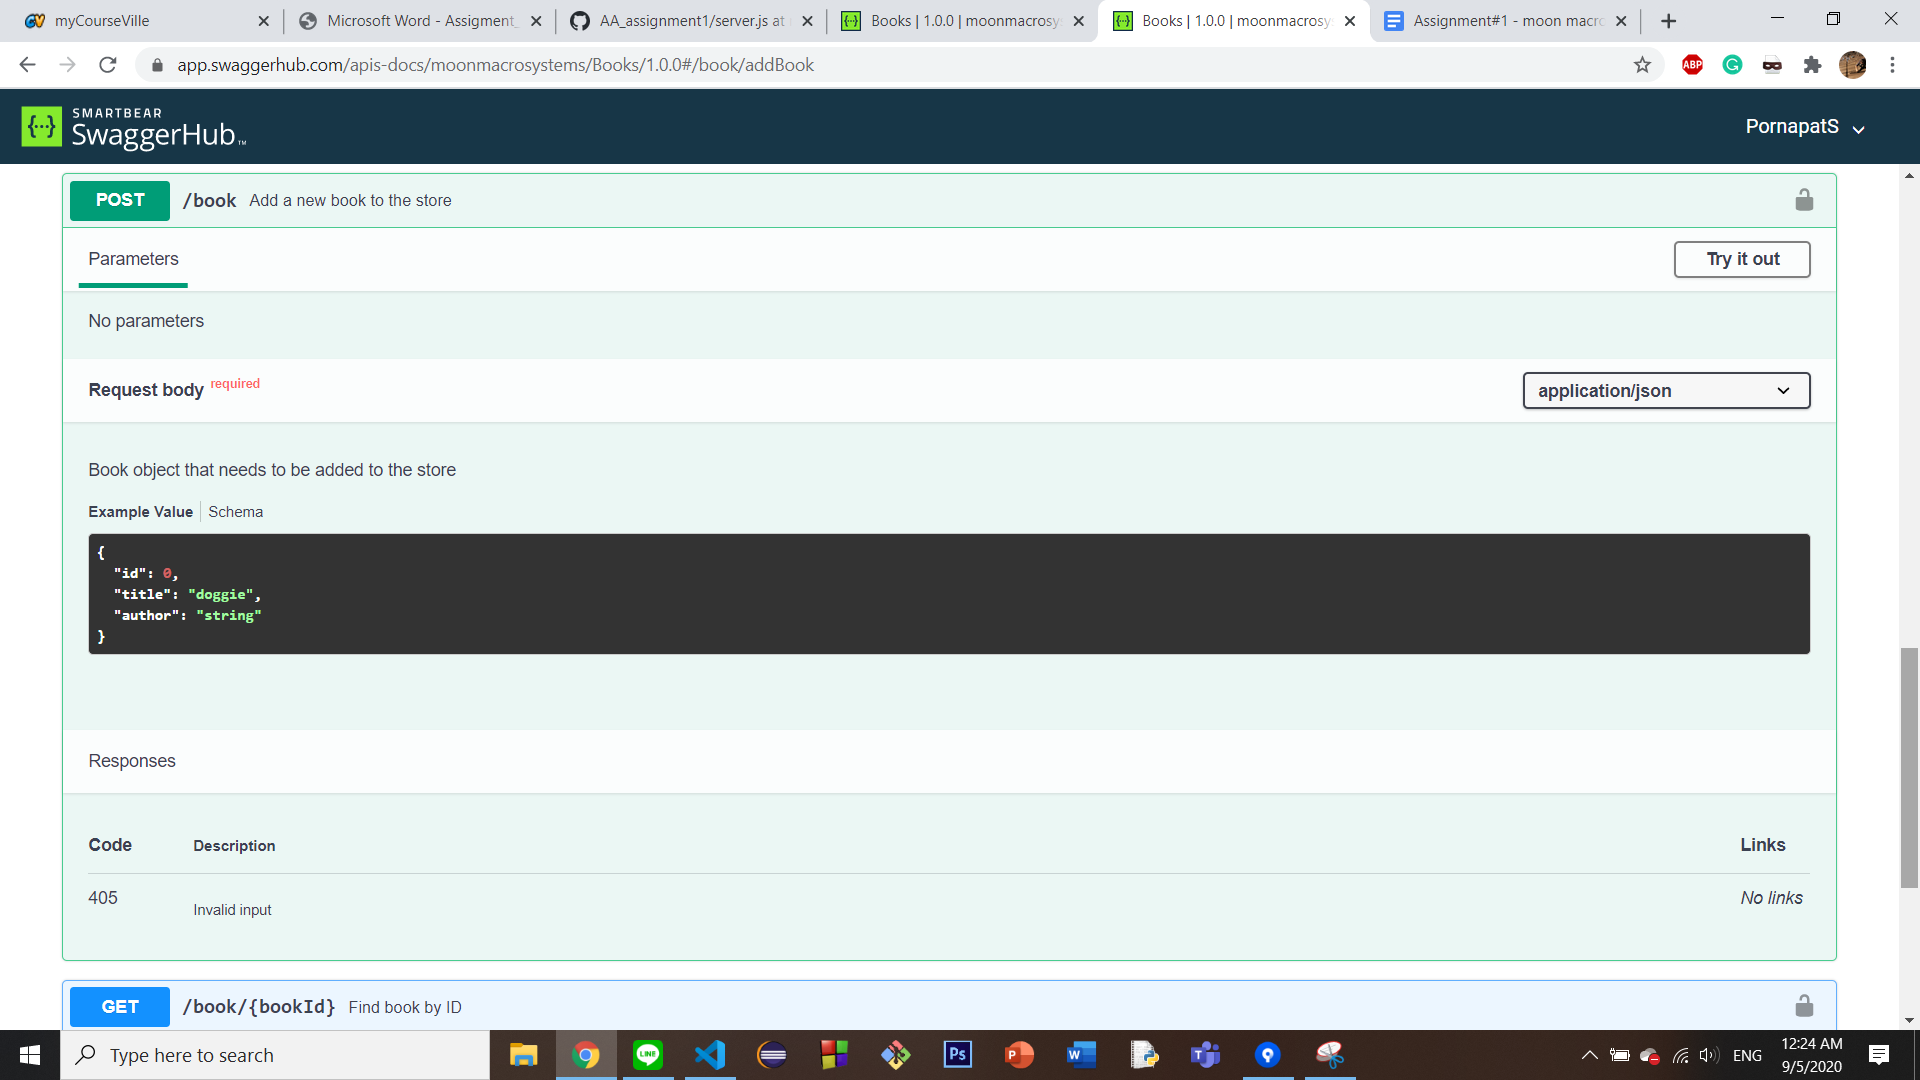 myCourseVille
Microsoft Word - Assigment_
AA_assignment1/server.js at
Books | 1.0.0 | moonmacrosy
Books | 1.0.0 | moonmacrosy
Assignment#1 - moon macro
app.swaggerhub.com/apis-docs/moonmacrosystems/Books/1.0.0#/book/addBook
ABP
SMARTBEAR
SwaggerHub™
PornapatS
POST /book Add a new book to the store
Parameters
Try it out
No parameters
Request body required
application/json
Book object that needs to be added to the store
Example Value Schema
{
"id": 0,
"title": "doggie",
"author": "string"
}
Responses
Code Description Links
405 Invalid input No links
GET /book/{bookId} Find book by ID
Type here to search
LINE
Ps
ENG
12:24 AM
9/5/2020